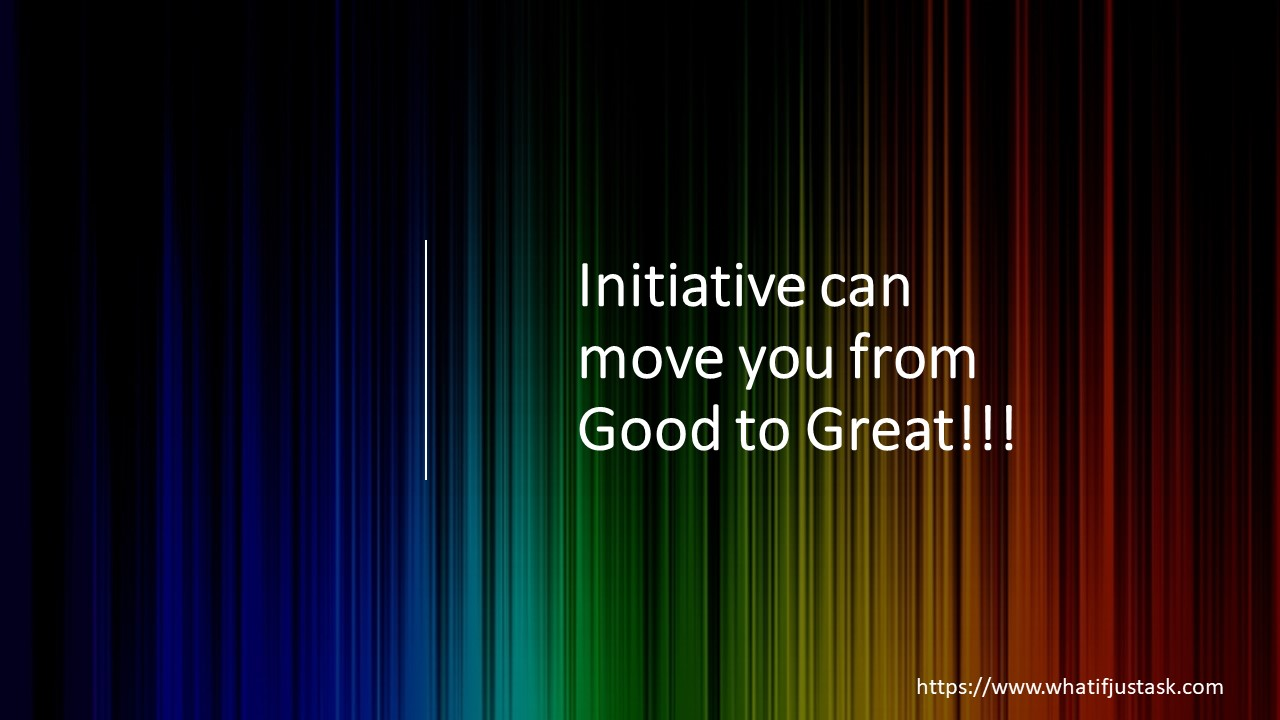 Initiative can
move you from
Good to Great!!!
https://www.whatifjustask.com